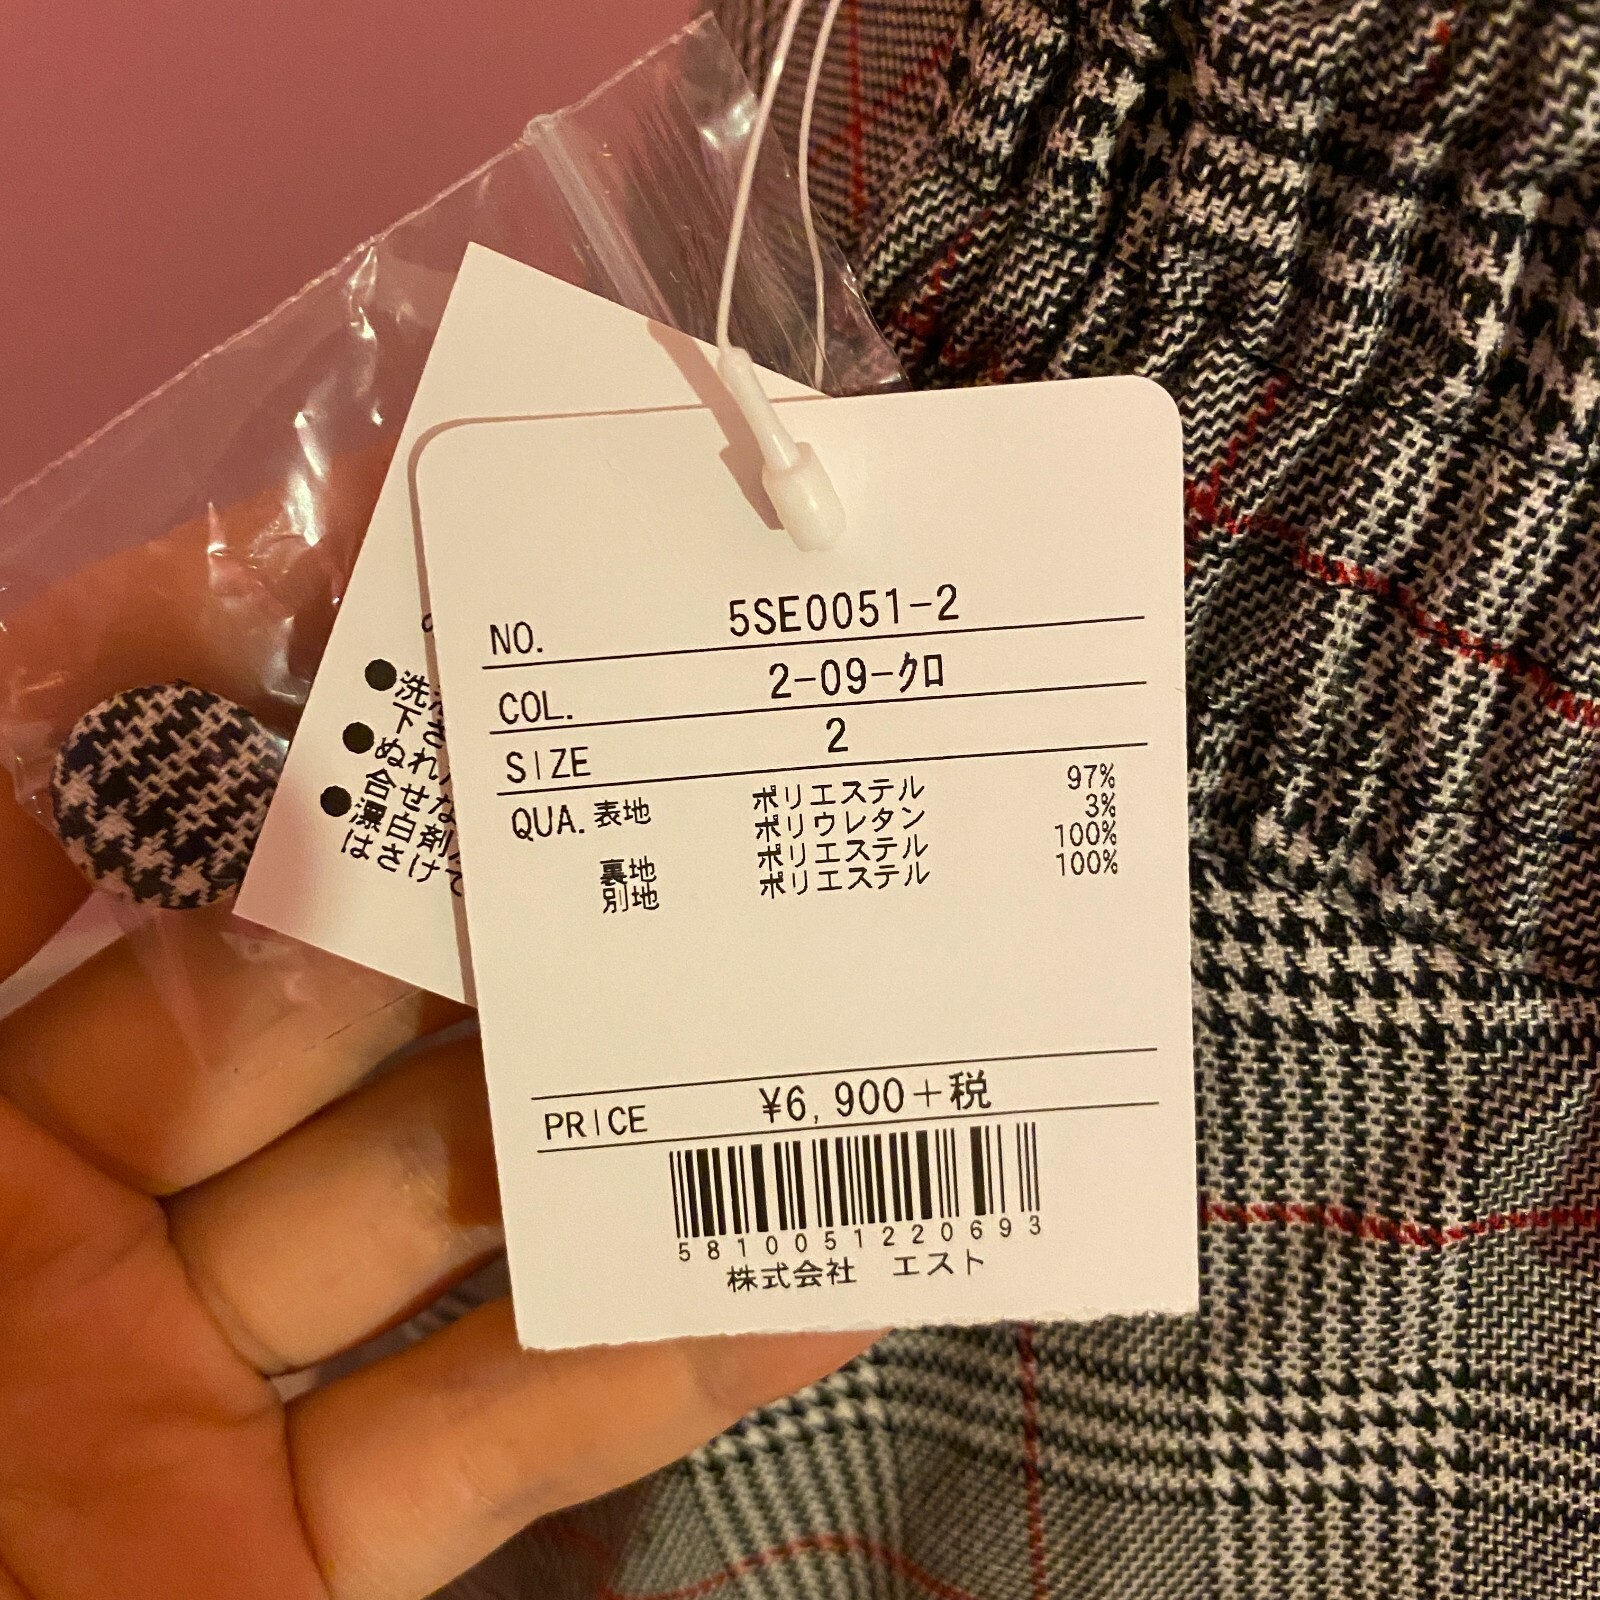 NO. 5SE0051-2
COL. 2-09-クロ
SIZE 2
QUA. 表地 ポリエステル 97%
ポリウレタン 3%
裏地 ポリエステル 100%
別地 ポリエステル 100%
PRICE ¥6,900+税
5810051220693
株式会社 エスト
●洗
下さ
●ぬれ
合せな
●漂白剤
はさけて